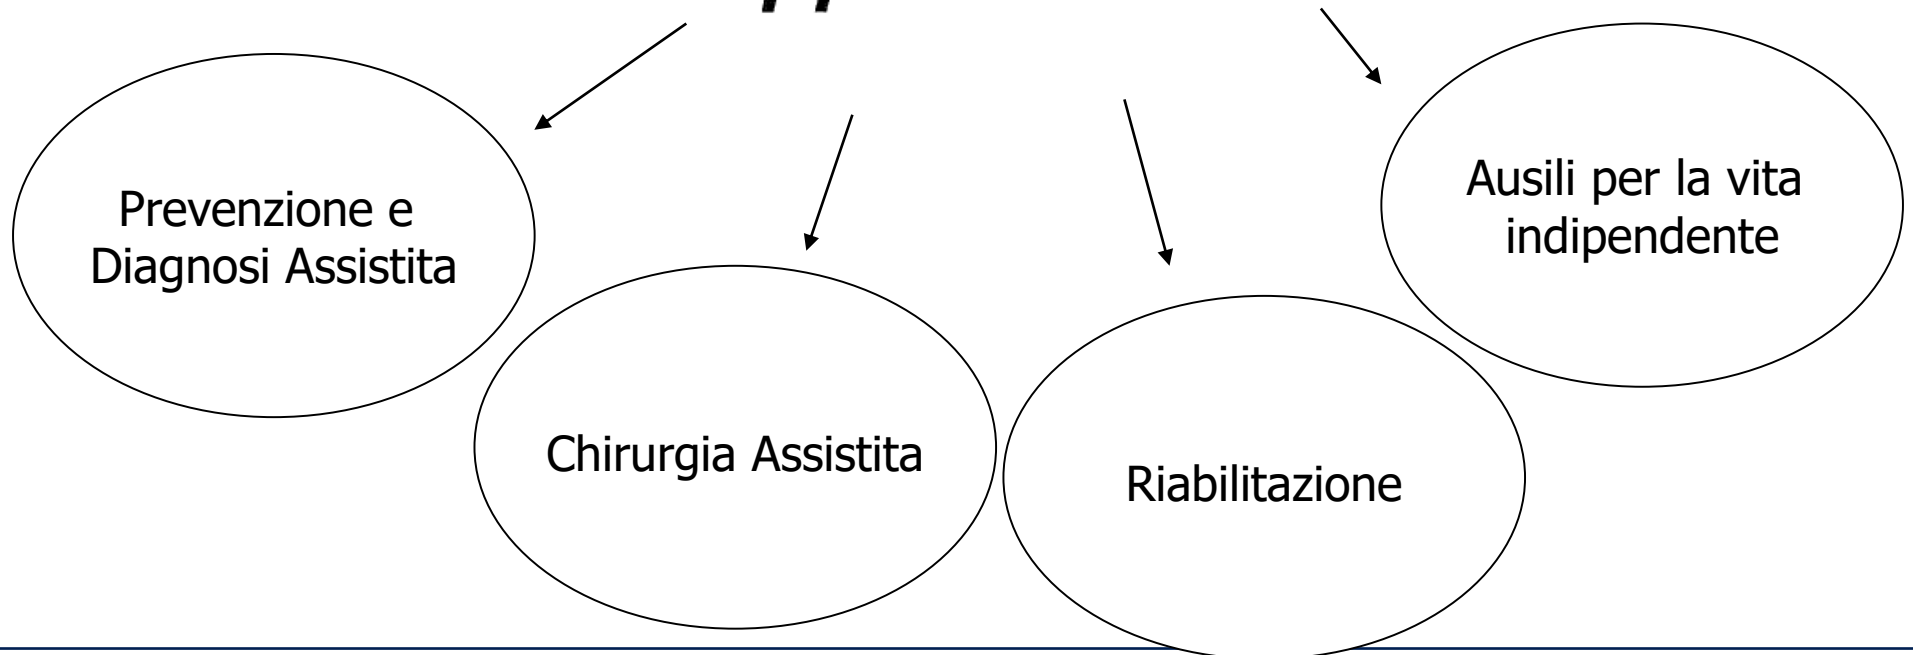 Prevenzione e
Diagnosi Assistita
Chirurgia Assistita
Riabilitazione
Ausili per la vita
indipendente